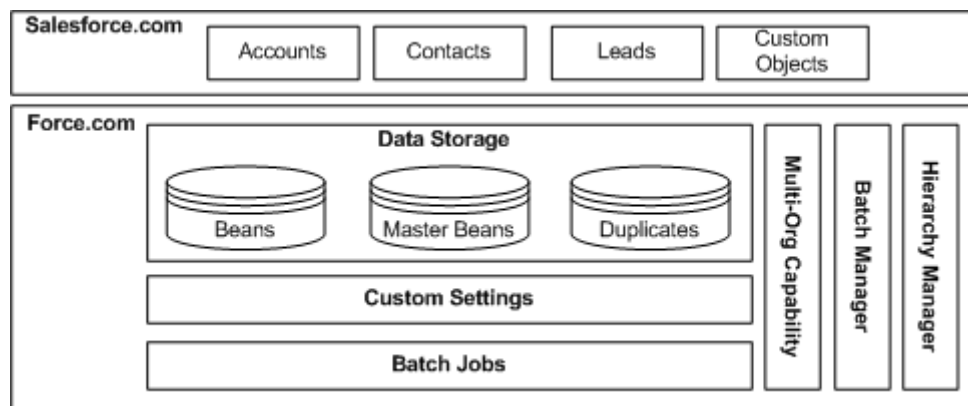 Salesforce.com
Accounts
Contacts
Leads
Custom
Objects
Force.com
Data Storage
Beans
Master Beans
Duplicates
Custom Settings
Batch Jobs
Multi-Org Capability
Batch Manager
Hierarchy Manager